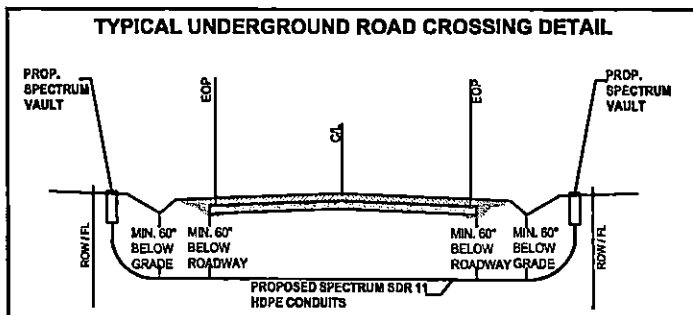 TYPICAL UNDERGROUND ROAD CROSSING DETAIL
PROP.
SPECTRUM
VAULT
EOP
C/L
EOP
PROP.
SPECTRUM
VAULT
ROW / FL
MIN. 60"
BELOW
GRADE
MIN. 60"
BELOW
ROADWAY
MIN. 60"
BELOW
ROADWAY
MIN. 60"
BELOW
GRADE
ROW / FL
PROPOSED SPECTRUM SDR 11
HDPE CONDUITS